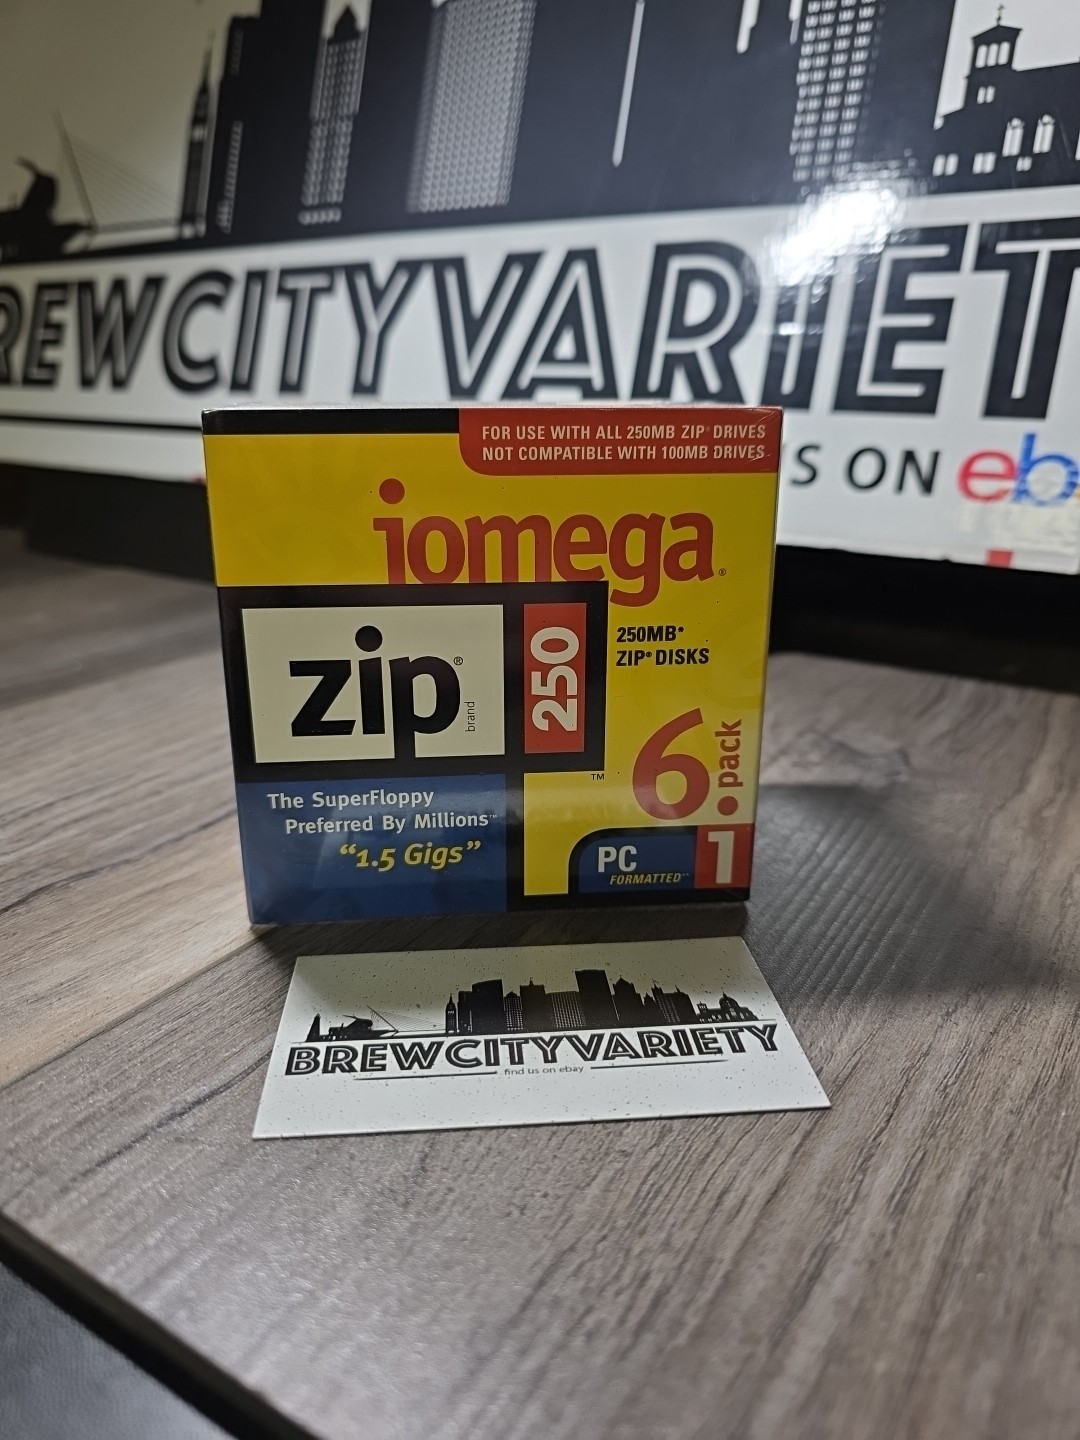 REWCITYVARIET
S ON eb
FOR USE WITH ALL 250MB ZIP® DRIVES
NOT COMPATIBLE WITH 100MB DRIVES
iomega®
zip® brand
250
250MB*
ZIP® DISKS
6 pack
™
The SuperFloppy
Preferred By Millions™
“1.5 Gigs”
PC
FORMATTED™
1
BREWCITYVARIETY
find us on ebay